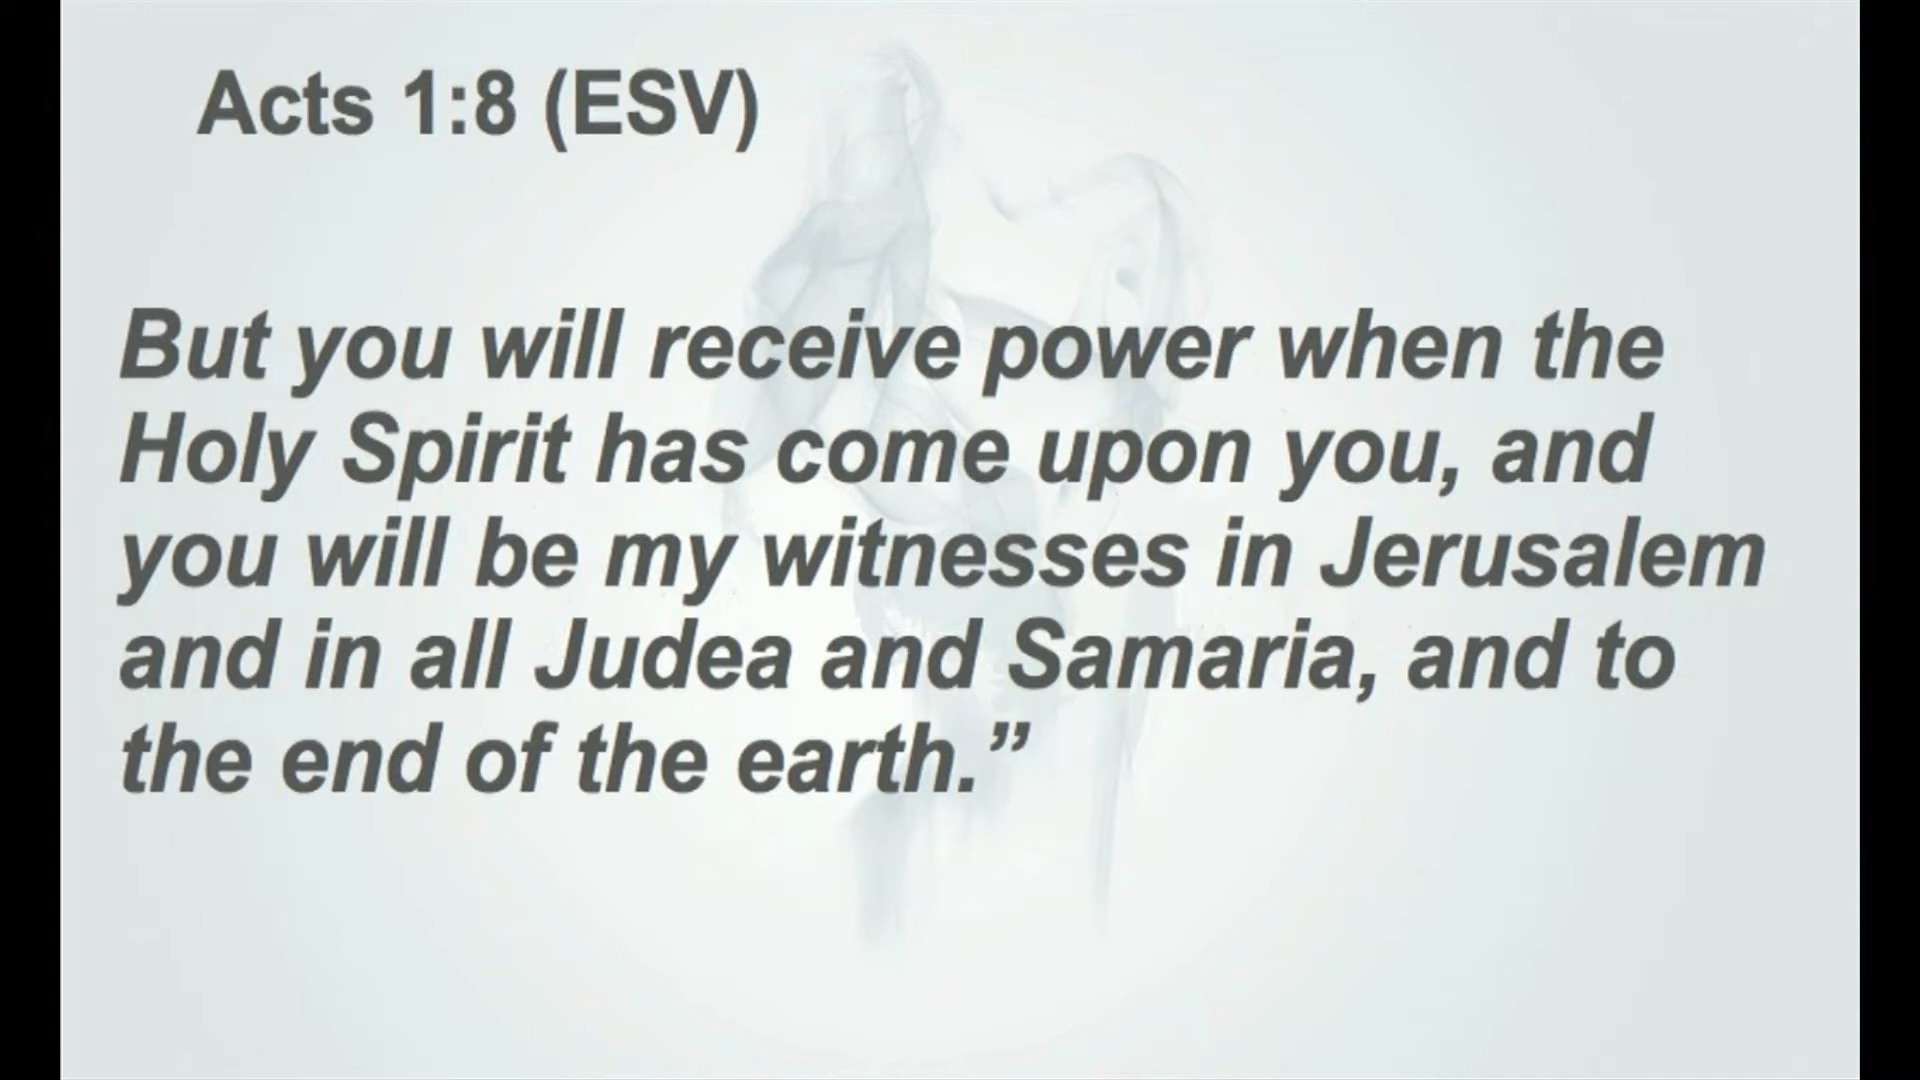 Acts 1:8 (ESV)
But you will receive power when the
Holy Spirit has come upon you, and
you will be my witnesses in Jerusalem
and in all Judea and Samaria, and to
the end of the earth.”